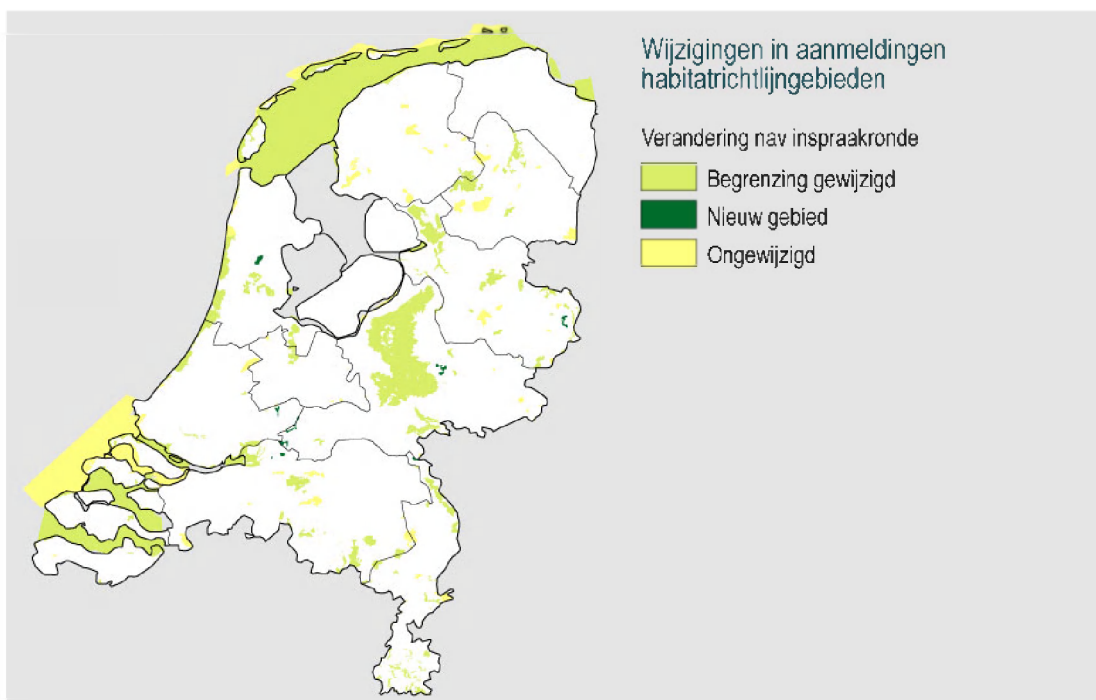 Wijzigingen in aanmeldingen
habitatrichtlijngebieden
Verandering nav inspraakronde
Begrenzing gewijzigd
Nieuw gebied
Ongewijzigd